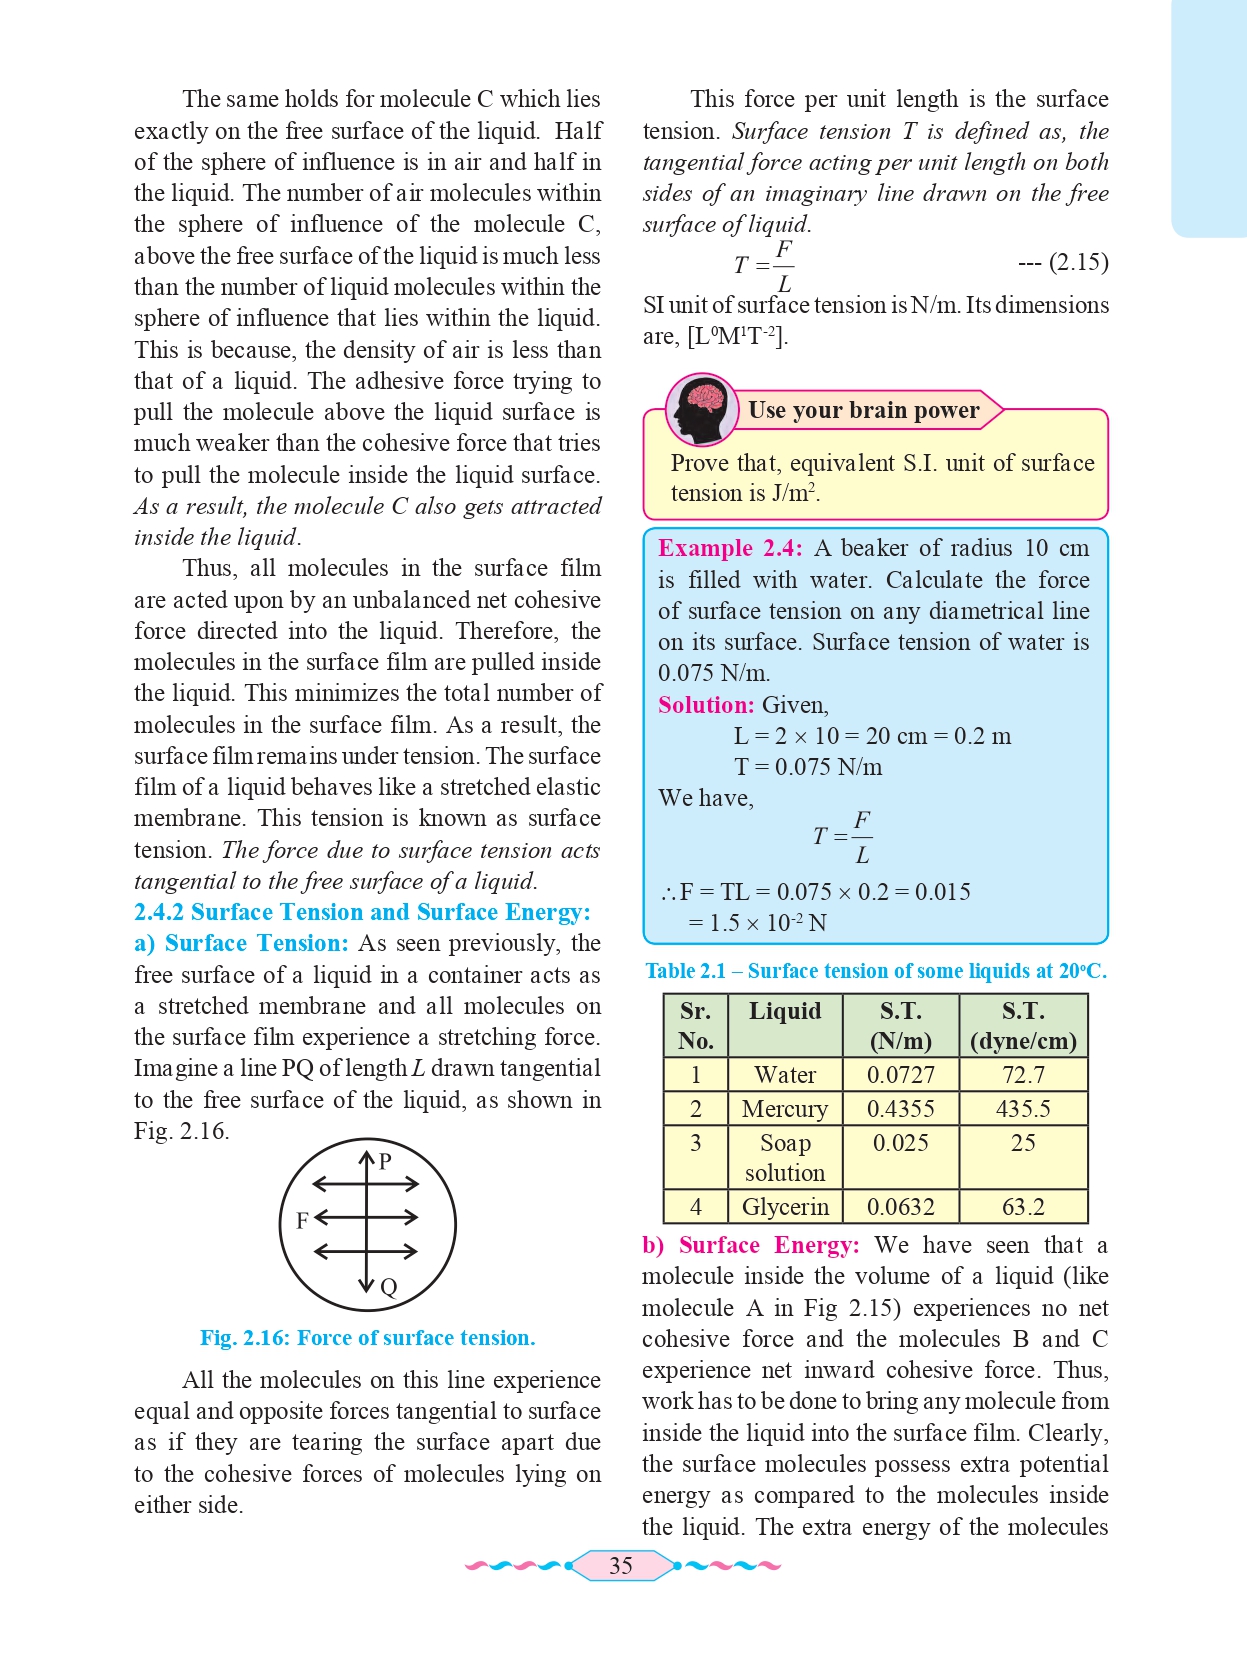 The same holds for molecule C which lies
exactly on the free surface of the liquid. Half
of the sphere of influence is in air and half in
the liquid. The number of air molecules within
the sphere of influence of the molecule C,
above the free surface of the liquid is much less
than the number of liquid molecules within the
sphere of influence that lies within the liquid.
This is because, the density of air is less than
that of a liquid. The adhesive force trying to
pull the molecule above the liquid surface is
much weaker than the cohesive force that tries
to pull the molecule inside the liquid surface.
As a result, the molecule C also gets attracted
inside the liquid.
Thus, all molecules in the surface film
are acted upon by an unbalanced net cohesive
force directed into the liquid. Therefore, the
molecules in the surface film are pulled inside
the liquid. This minimizes the total number of
molecules in the surface film. As a result, the
surface film remains under tension. The surface
film of a liquid behaves like a stretched elastic
membrane. This tension is known as surface
tension. The force due to surface tension acts
tangential to the free surface of a liquid.
2.4.2 Surface Tension and Surface Energy:
a) Surface Tension: As seen previously, the
free surface of a liquid in a container acts as
a stretched membrane and all molecules on
the surface film experience a stretching force.
Imagine a line PQ of length L drawn tangential
to the free surface of the liquid, as shown in
Fig. 2.16.
P
F
Q
Fig. 2.16: Force of surface tension.
All the molecules on this line experience
equal and opposite forces tangential to surface
as if they are tearing the surface apart due
to the cohesive forces of molecules lying on
either side.
This force per unit length is the surface
tension. Surface tension T is defined as, the
tangential force acting per unit length on both
sides of an imaginary line drawn on the free
surface of liquid.
T = F/L --- (2.15)
SI unit of surface tension is N/m. Its dimensions
are, [L⁰M¹T⁻²].
Use your brain power
Prove that, equivalent S.I. unit of surface
tension is J/m².
Example 2.4: A beaker of radius 10 cm
is filled with water. Calculate the force
of surface tension on any diametrical line
on its surface. Surface tension of water is
0.075 N/m.
Solution: Given,
L = 2 × 10 = 20 cm = 0.2 m
T = 0.075 N/m
We have,
T = F/L
∴F = TL = 0.075 × 0.2 = 0.015
= 1.5 × 10⁻² N
Table 2.1 – Surface tension of some liquids at 20°C.
Sr. No. Liquid S.T. (N/m) S.T. (dyne/cm)
1 Water 0.0727 72.7
2 Mercury 0.4355 435.5
3 Soap solution 0.025 25
4 Glycerin 0.0632 63.2
b) Surface Energy: We have seen that a
molecule inside the volume of a liquid (like
molecule A in Fig 2.15) experiences no net
cohesive force and the molecules B and C
experience net inward cohesive force. Thus,
work has to be done to bring any molecule from
inside the liquid into the surface film. Clearly,
the surface molecules possess extra potential
energy as compared to the molecules inside
the liquid. The extra energy of the molecules
35